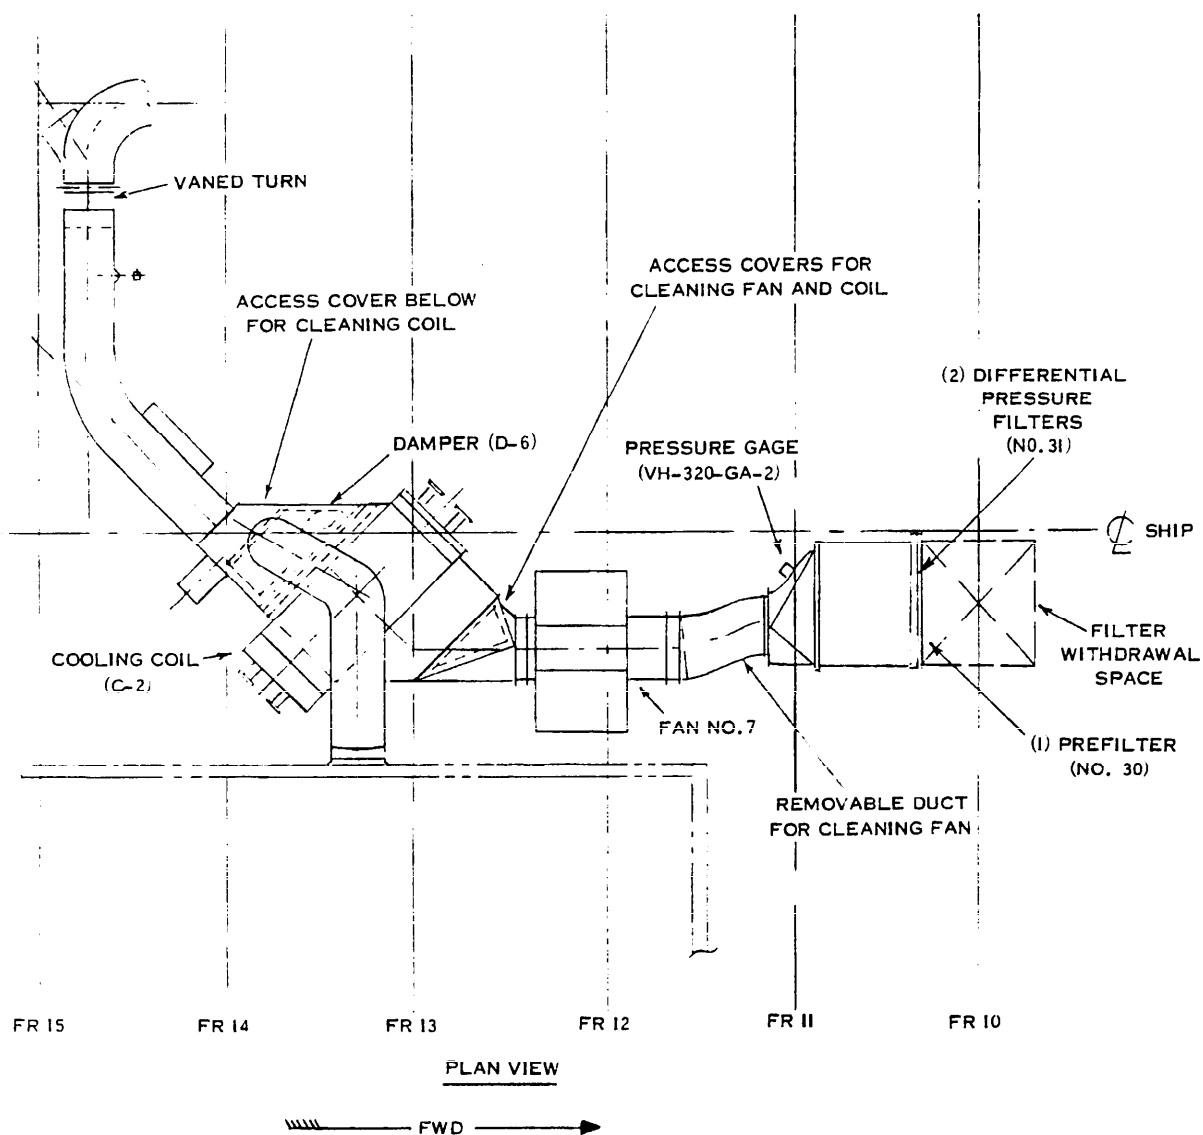 VANED TURN
ACCESS COVERS FOR
CLEANING FAN AND COIL
ACCESS COVER BELOW
FOR CLEANING COIL
(2) DIFFERENTIAL
PRESSURE
FILTERS
(NO. 31)
DAMPER (D-6)
PRESSURE GAGE
(VH-320-GA-2)
℄ SHIP
COOLING COIL
(C-2)
FILTER
WITHDRAWAL
SPACE
FAN NO. 7
(1) PREFILTER
(NO. 30)
REMOVABLE DUCT
FOR CLEANING FAN
FR 15 FR 14 FR 13 FR 12 FR 11 FR 10
PLAN VIEW
FWD